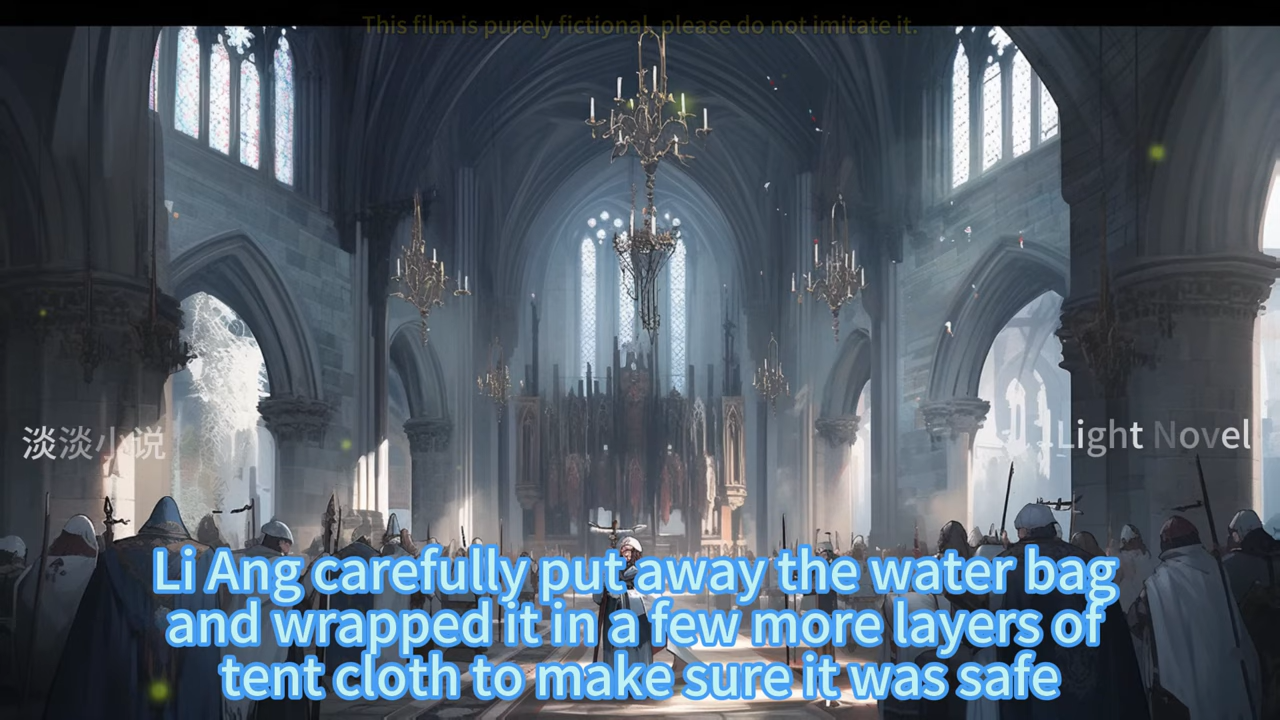 This film is purely fictional, please do not imitate it.
淡淡小说
Light Novel
Li Ang carefully put away the water bag
and wrapped it in a few more layers of
tent cloth to make sure it was safe